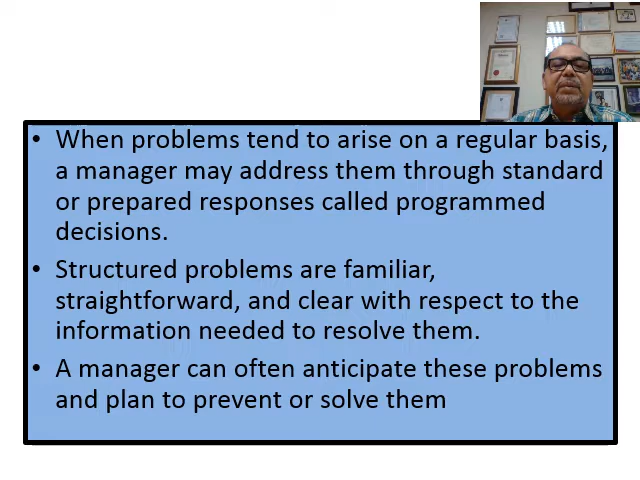 • When problems tend to arise on a regular basis,
a manager may address them through standard
or prepared responses called programmed
decisions.
• Structured problems are familiar,
straightforward, and clear with respect to the
information needed to resolve them.
• A manager can often anticipate these problems
and plan to prevent or solve them